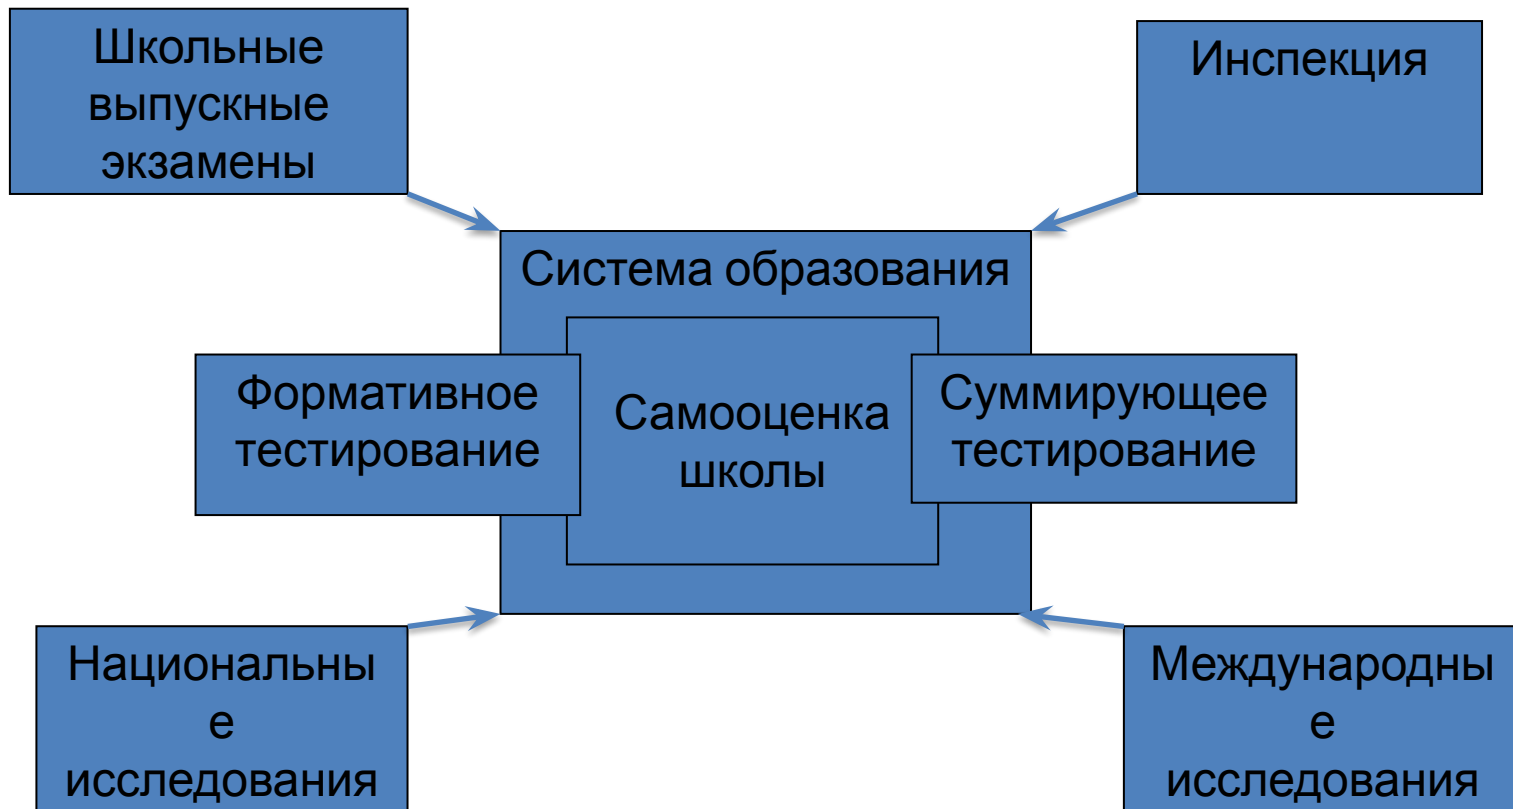 Школьные
выпускные
экзамены
Инспекция
Система образования
Формативное
тестирование
Самооценка
школы
Суммирующее
тестирование
Национальны
е
исследования
Международны
е
исследования